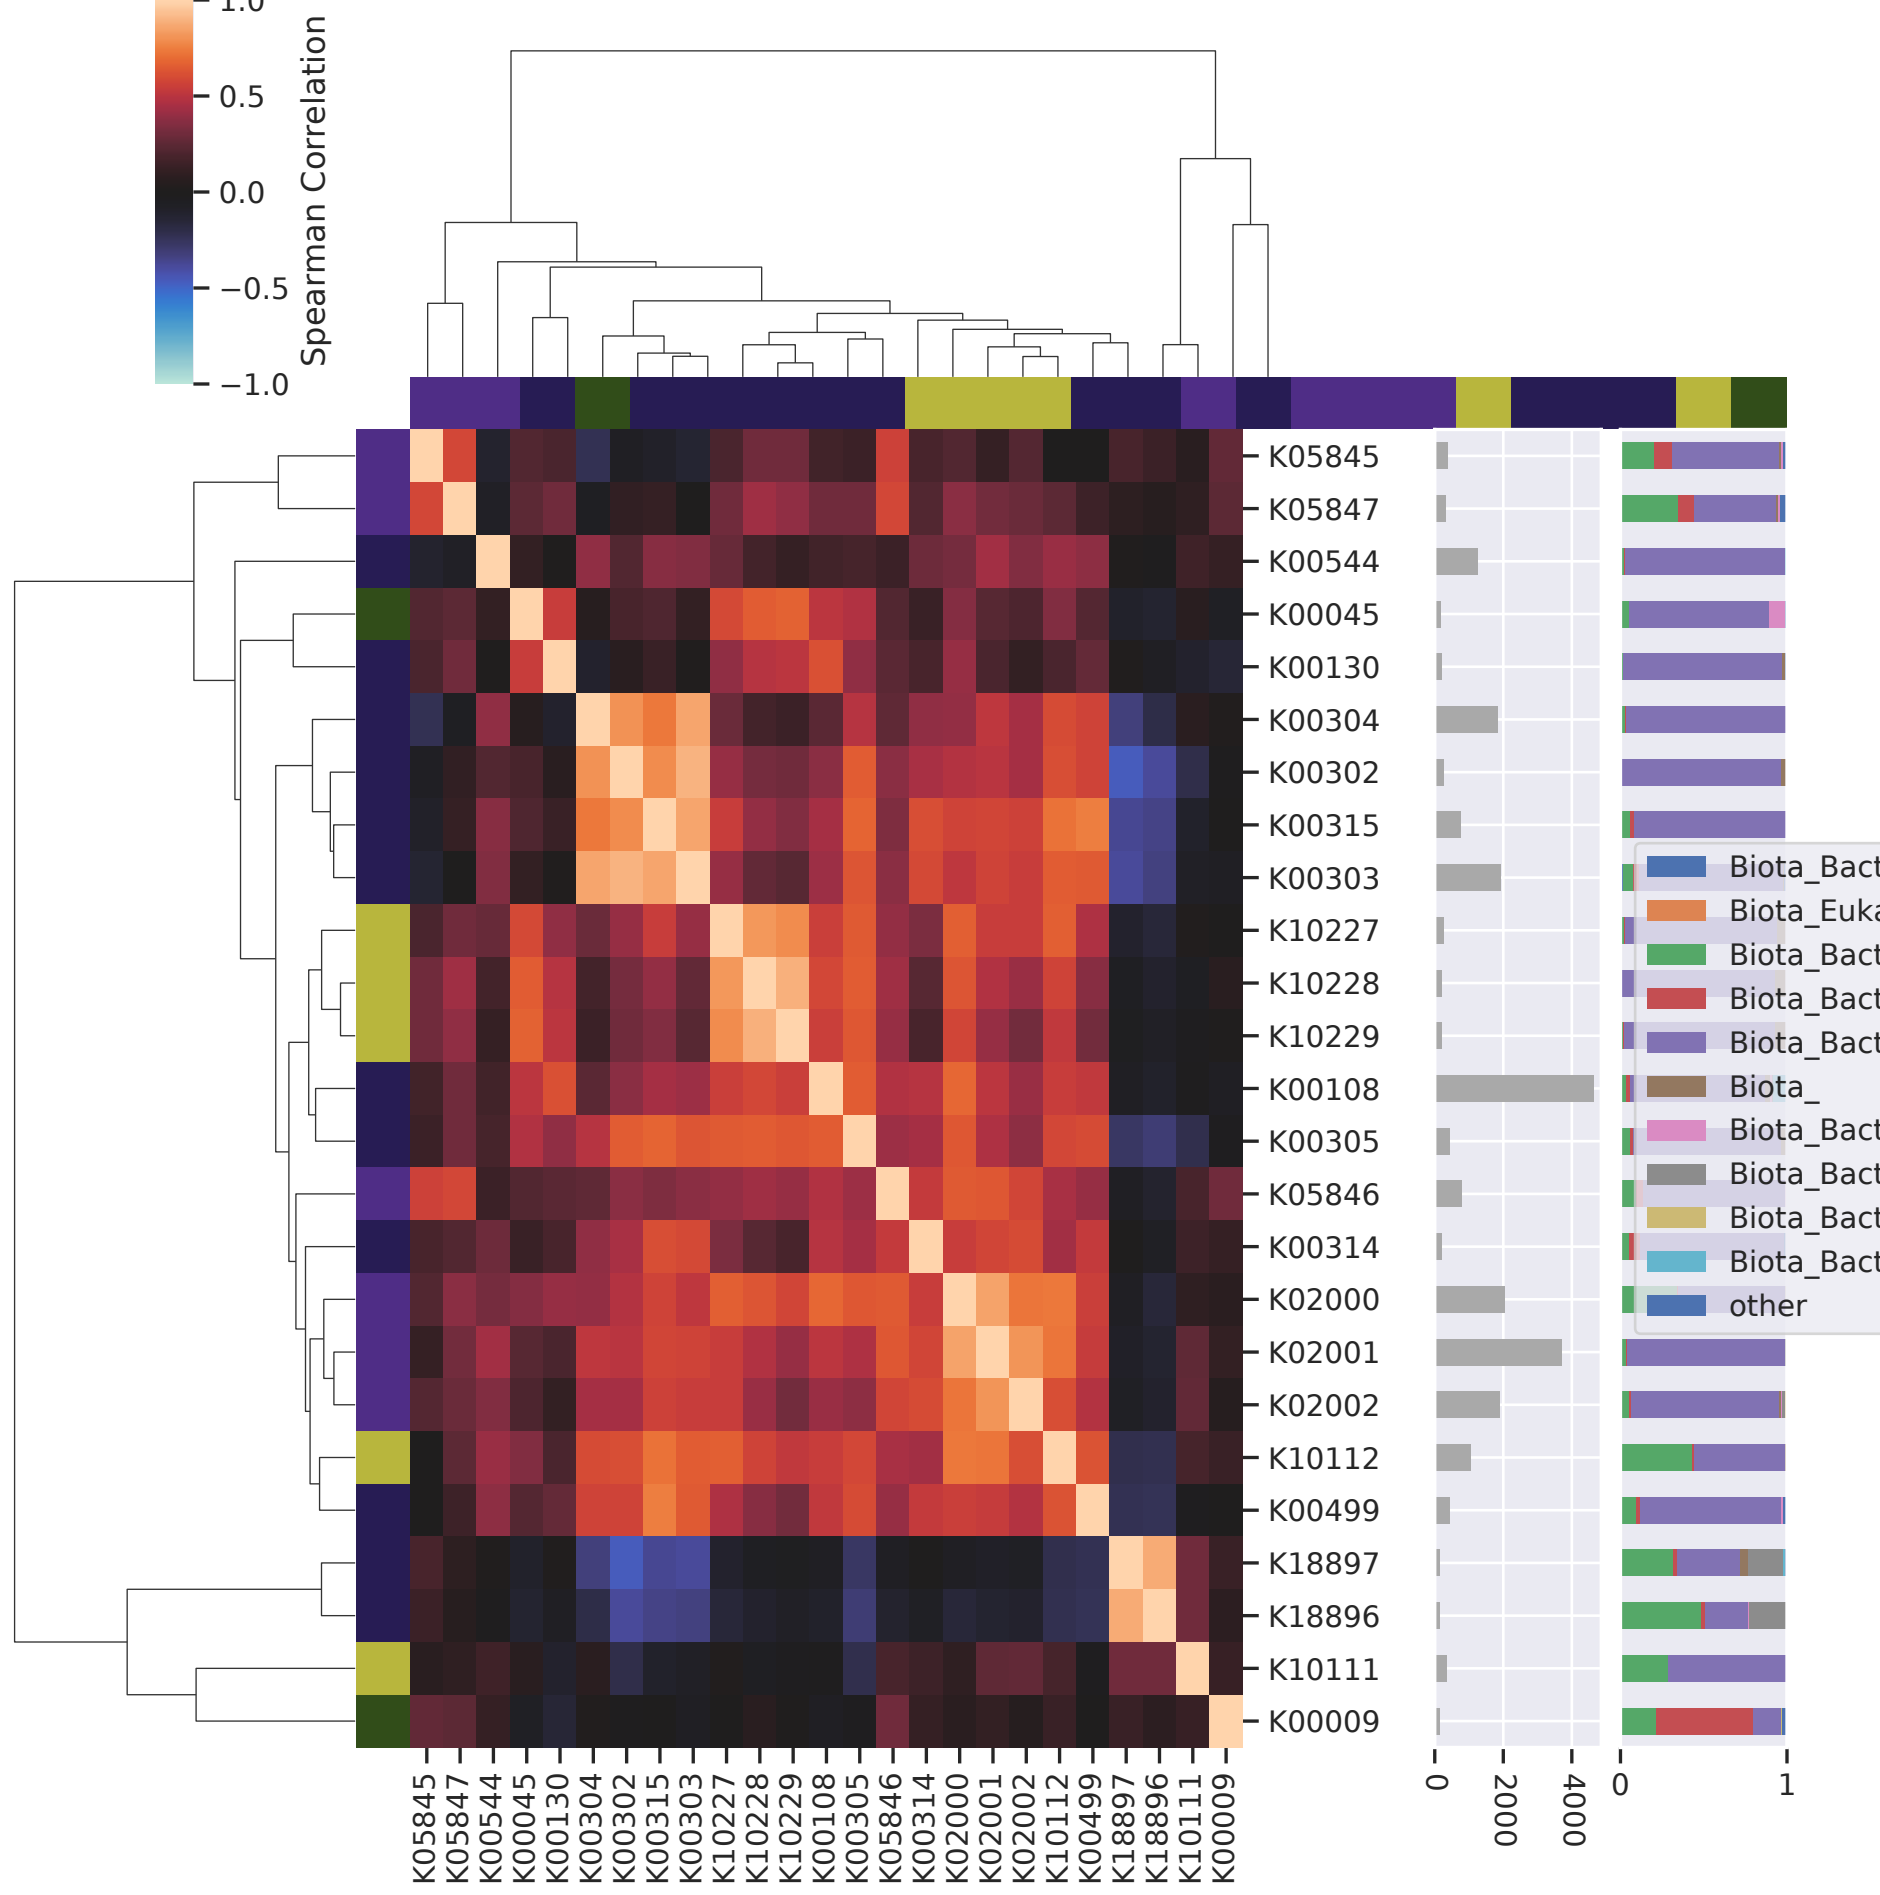 1.0
0.5
0.0
−0.5
−1.0
Spearman Correlation
K05845
K05847
K00544
K00045
K00130
K00304
K00302
K00315
K00303
K10227
K10228
K10229
K00108
K00305
K05846
K00314
K02000
K02001
K02002
K10112
K00499
K18897
K18896
K10111
K00009
Biota_Bact
Biota_Euka
Biota_Bact
Biota_Bact
Biota_Bact
Biota_
Biota_Bact
Biota_Bact
Biota_Bact
Biota_Bact
other
K05845
K05847
K00544
K00045
K00130
K00304
K00302
K00315
K00303
K10227
K10228
K10229
K00108
K00305
K05846
K00314
K02000
K02001
K02002
K10112
K00499
K18897
K18896
K10111
K00009
0
2000
4000
0
1